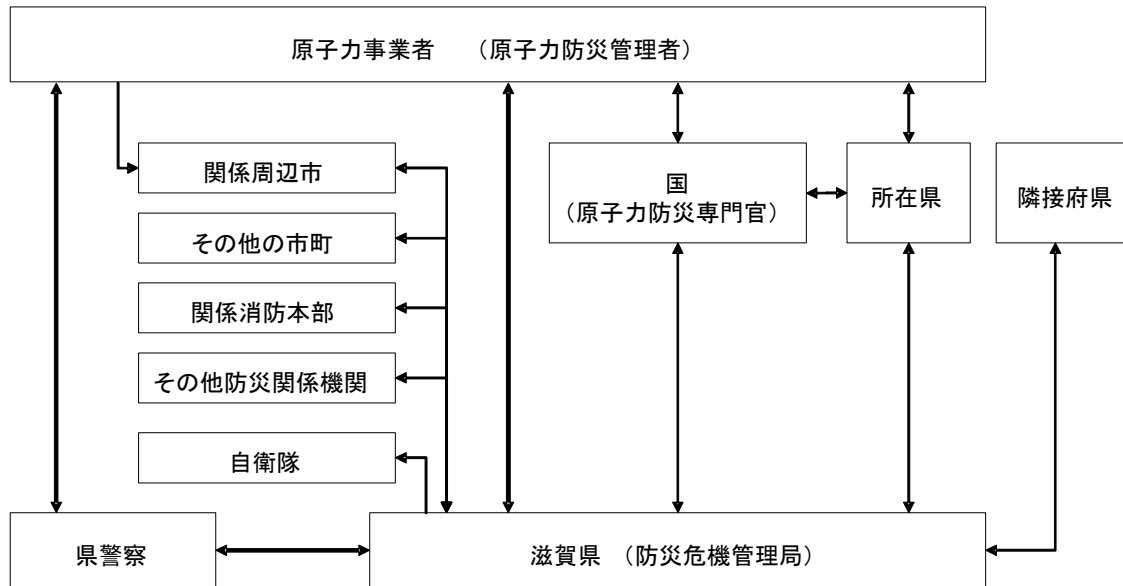 原子力事業者 （原子力防災管理者）
関係周辺市
国
（原子力防災専門官）
所在県
隣接府県
その他の市町
関係消防本部
その他防災関係機関
自衛隊
県警察
滋賀県 （防災危機管理局）